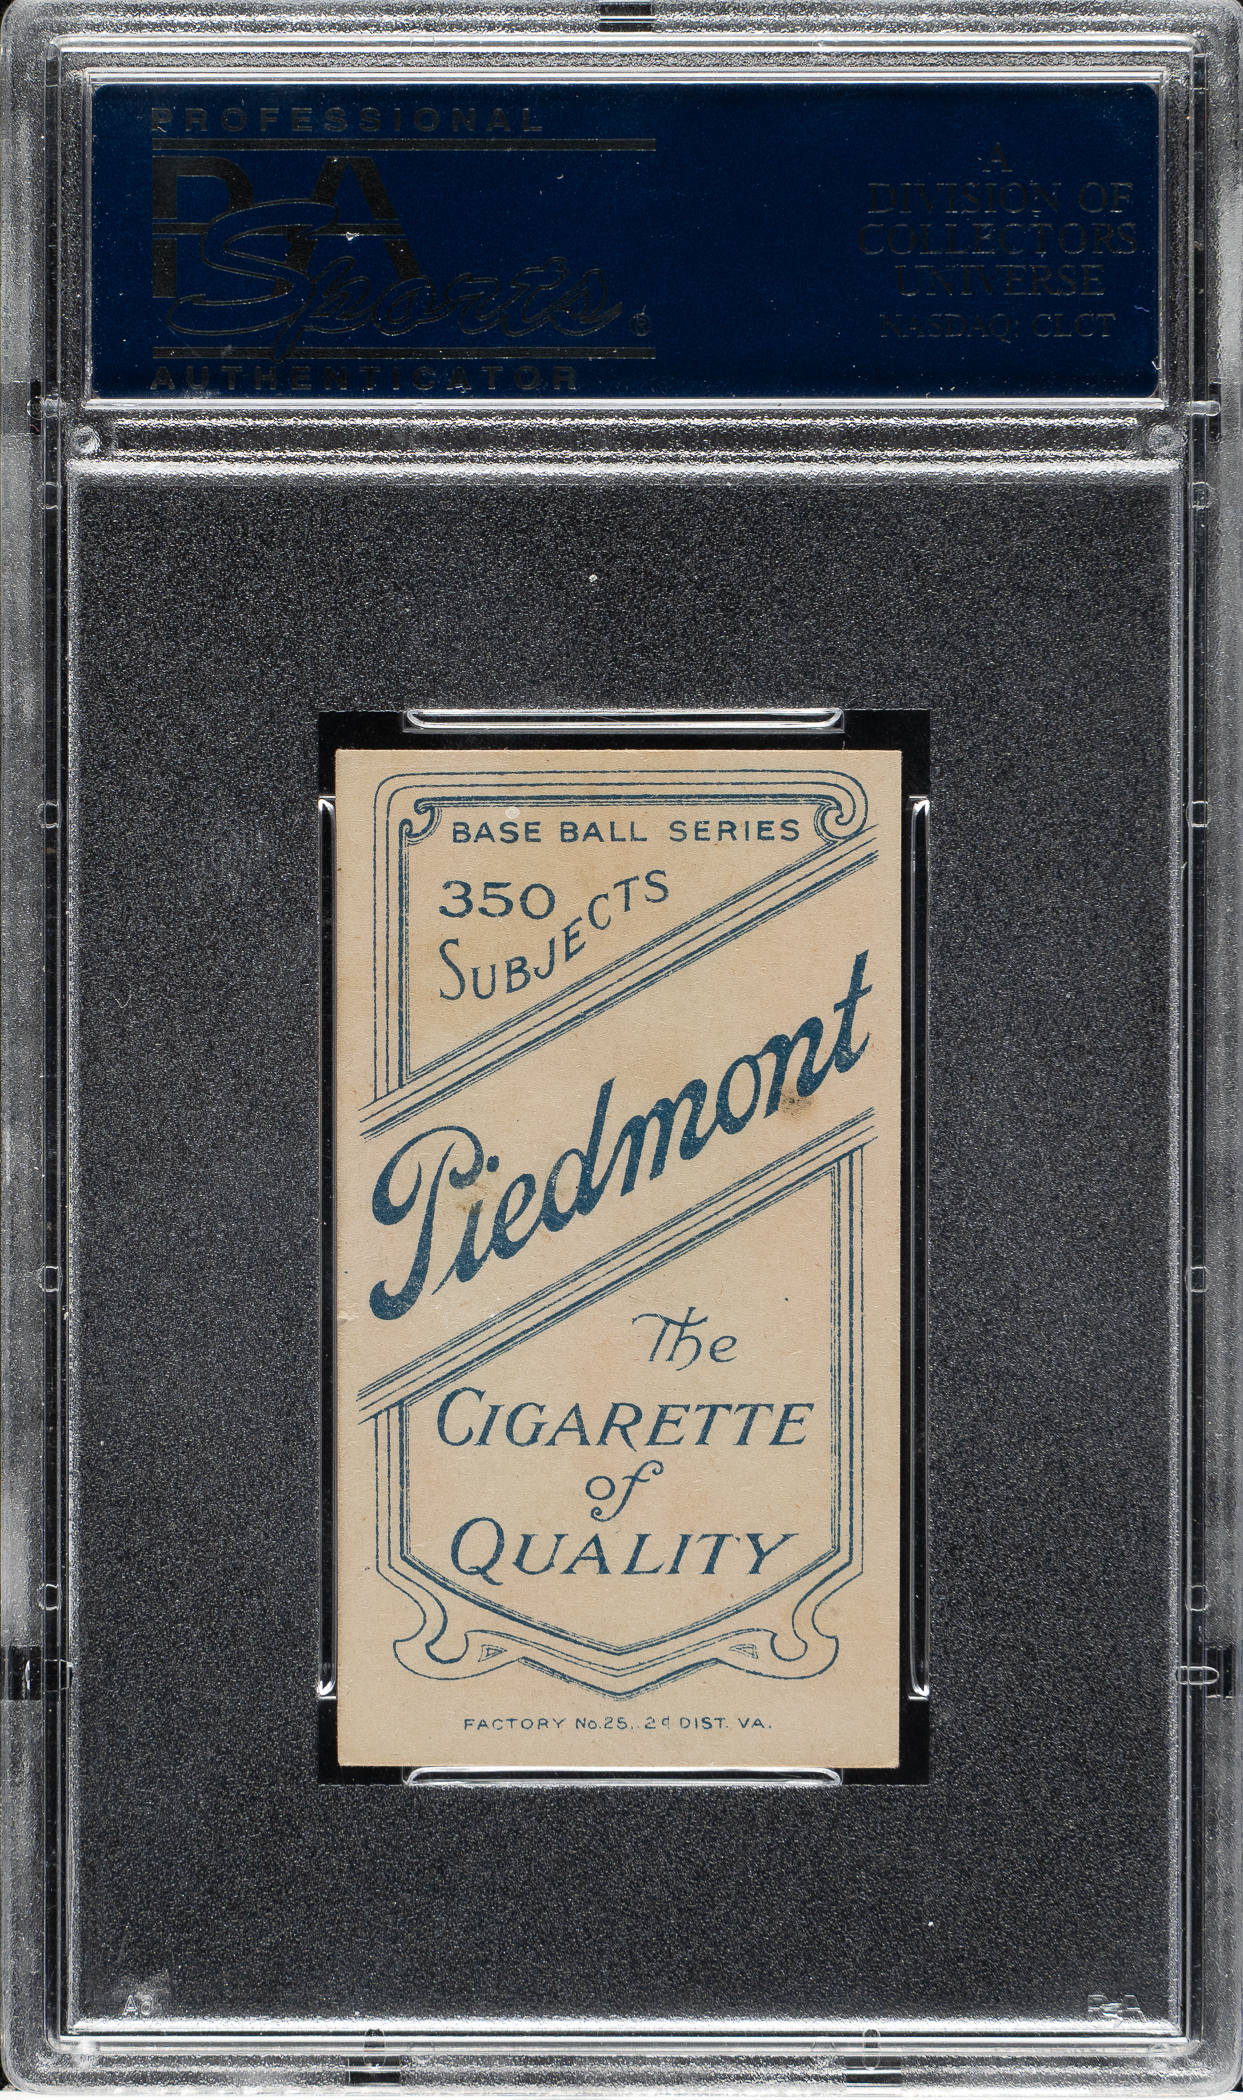 PROFESSIONAL
PSA
Sports®
AUTHENTICATOR
A
DIVISION OF
COLLECTORS
UNIVERSE
NASDAQ: CLCT
BASE BALL SERIES
350
SUBJECTS
Piedmont
The
CIGARETTE
of
QUALITY
FACTORY No.25, 2d DIST. VA.
PSA